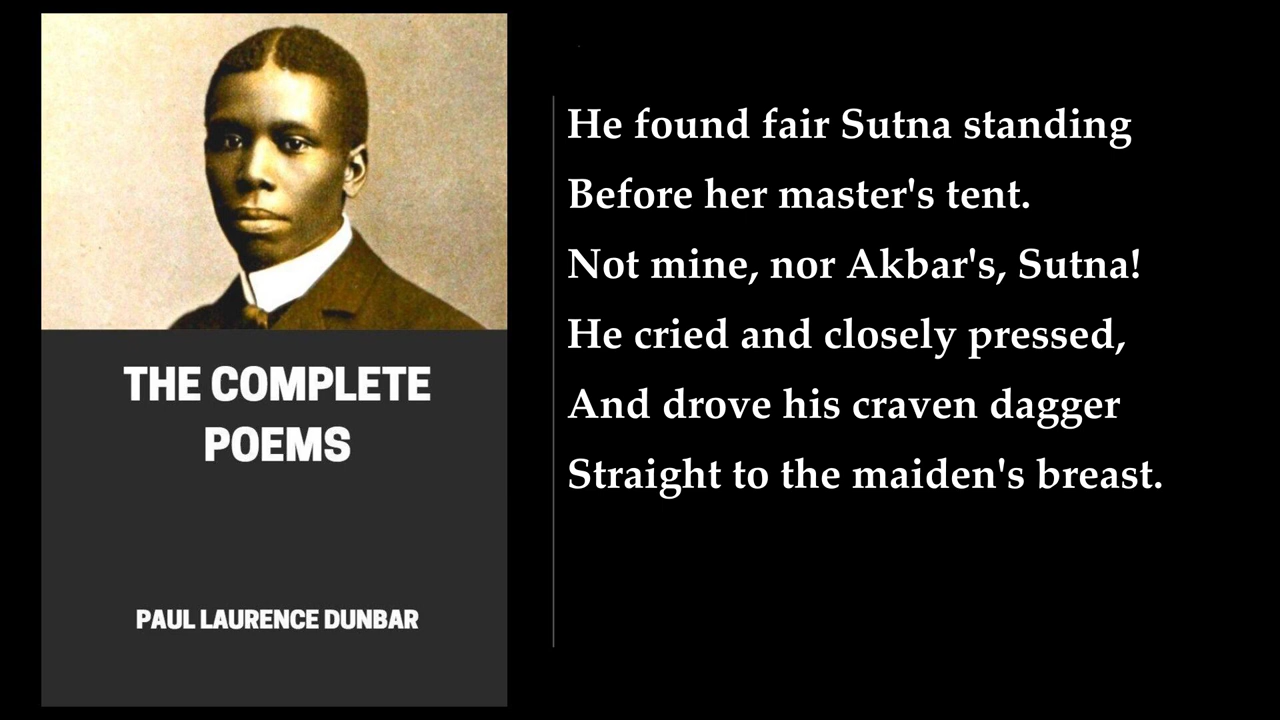 THE COMPLETE
POEMS
PAUL LAURENCE DUNBAR
He found fair Sutna standing
Before her master's tent.
Not mine, nor Akbar's, Sutna!
He cried and closely pressed,
And drove his craven dagger
Straight to the maiden's breast.